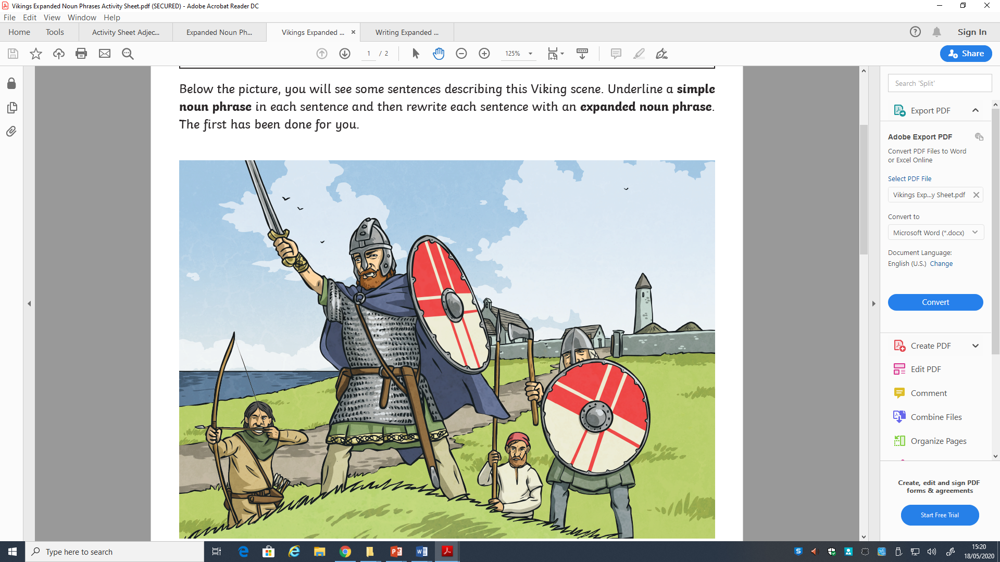 Vikings Expanded Noun Phrases Activity Sheet.pdf (SECURED) - Adobe Acrobat Reader DC
File Edit View Window Help
Home Tools Activity Sheet Adjec... Expanded Noun Ph... Vikings Expanded ... Writing Expanded ... Sign In
1 / 2 125% Share
Below the picture, you will see some sentences describing this Viking scene. Underline a simple
noun phrase in each sentence and then rewrite each sentence with an expanded noun phrase.
The first has been done for you.
Search 'Split'
Export PDF
Adobe Export PDF
Convert PDF Files to Word
or Excel Online
Select PDF File
Vikings Exp...y Sheet.pdf
Convert to
Microsoft Word (*.docx)
Document Language:
English (U.S.) Change
Convert
Create PDF
Edit PDF
Comment
Combine Files
Organize Pages
Create, edit and sign PDF
forms & agreements
Start Free Trial
Type here to search
15:20
18/05/2020